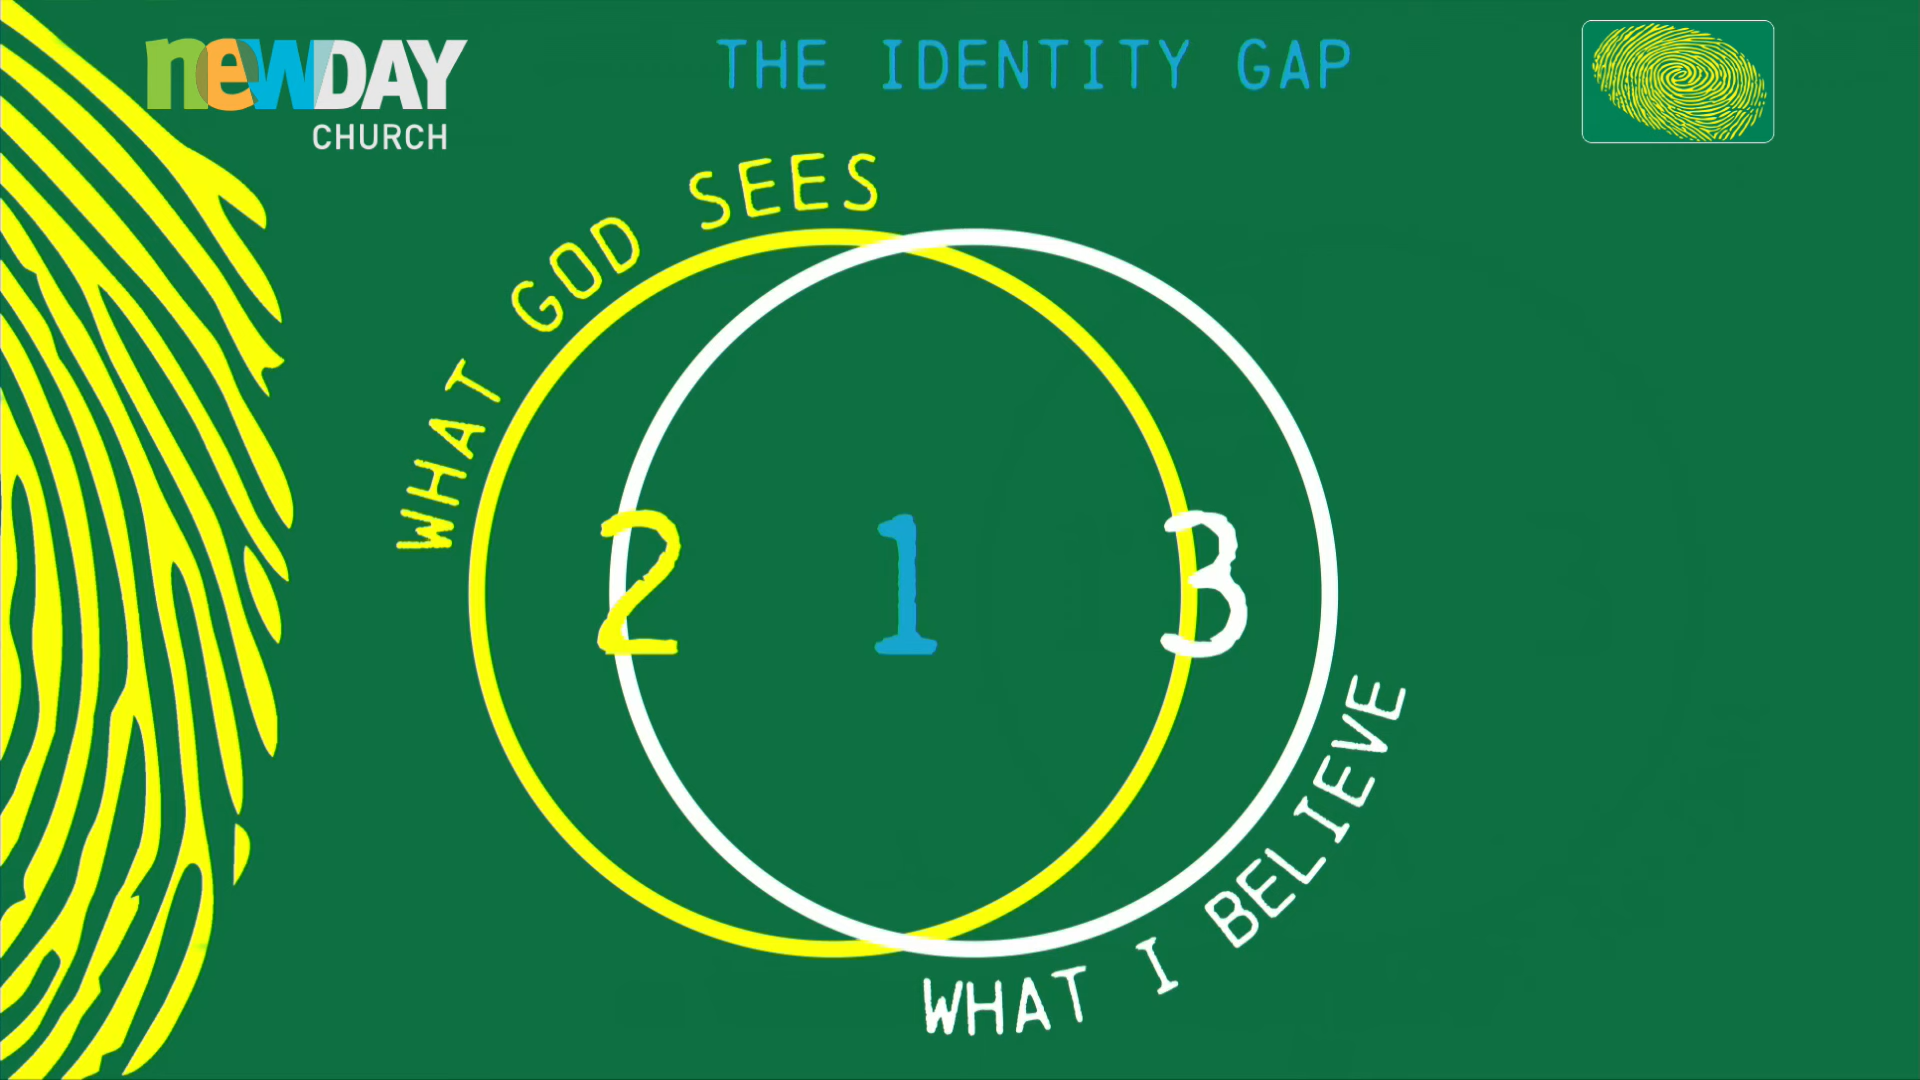 newDAY
CHURCH
THE IDENTITY GAP
WHAT GOD SEES
2 1 3
WHAT I BELIEVE